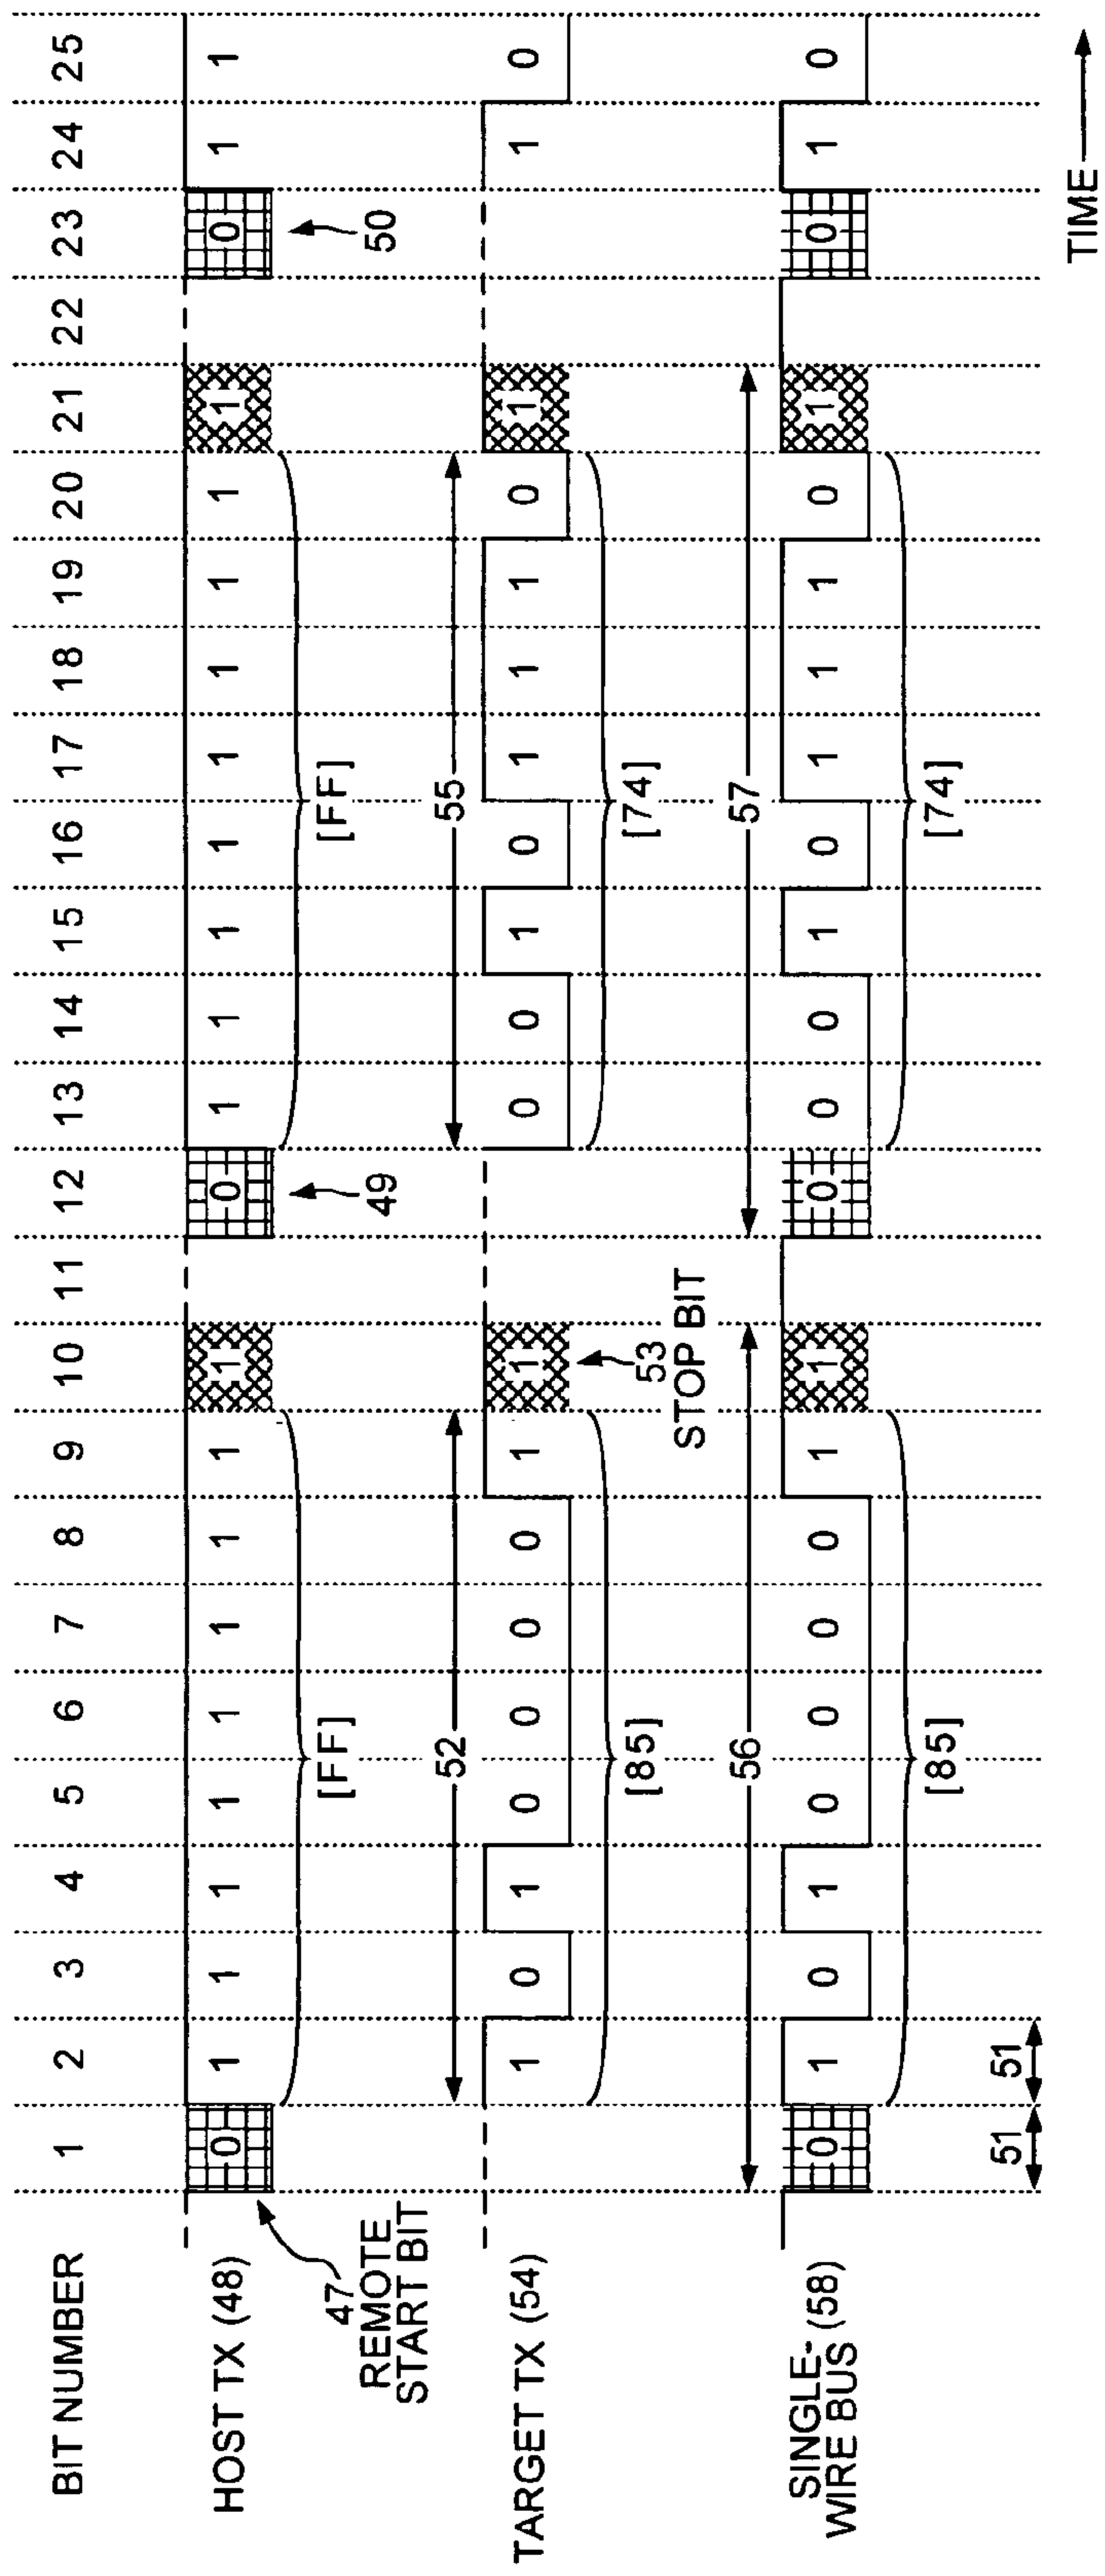 BIT NUMBER 1 2 3 4 5 6 7 8 9 10 11 12 13 14 15 16 17 18 19 20 21 22 23 24 25
HOST TX (48) 0 1 1 1 1 1 1 1 1 1 0 1 1 1 1 1 1 1 1 1 0 1 1
47
REMOTE
START BIT
[FF]
49
[FF]
50
52
55
TARGET TX (54) 1 0 1 0 0 0 0 1 1 0 0 1 0 1 1 1 0 1 1 0
[85]
53
STOP BIT
[74]
56
57
SINGLE-
WIRE BUS (58) 0 1 0 1 0 0 0 0 1 1 0 0 0 1 0 1 1 1 0 1 0 1 0
[85]
[74]
51
51
TIME